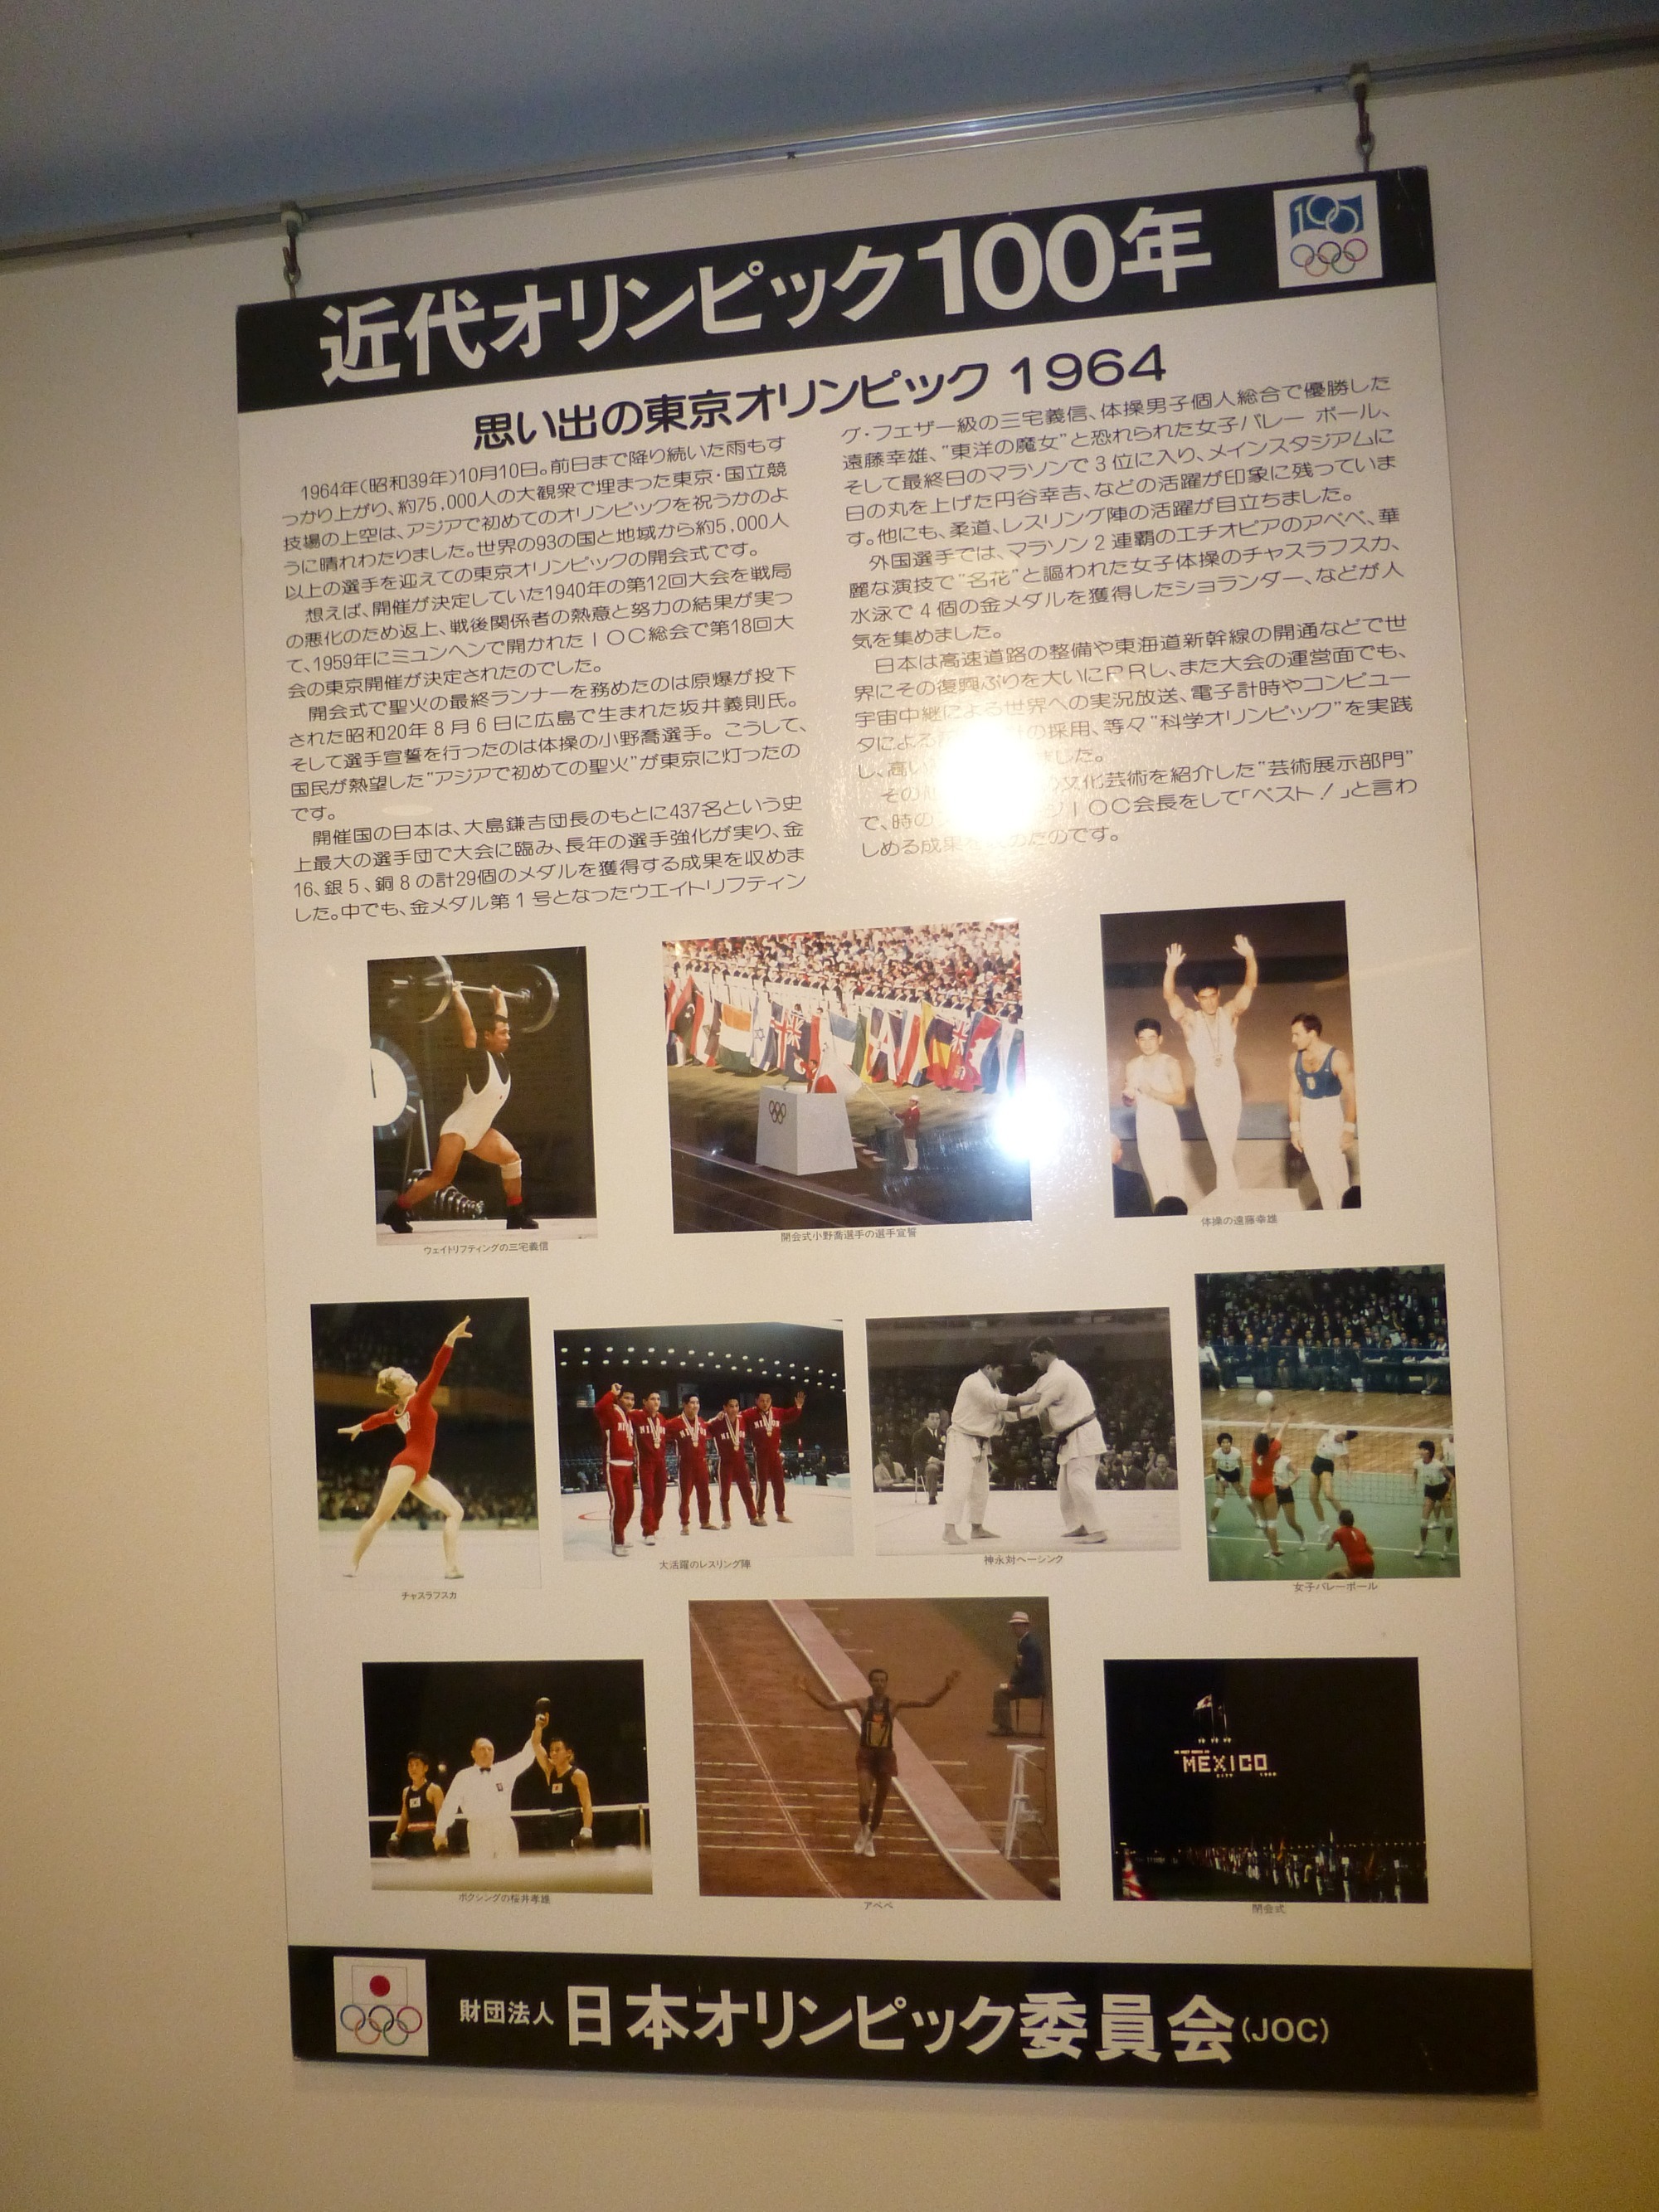 近代オリンピック100年
100
思い出の東京オリンピック 1964
1964年(昭和39年)10月10日。前日まで降り続いた雨もす
っかり上がり、約75,000人の大観衆で埋まった東京・国立競
技場の上空は、アジアで初めてのオリンピックを祝うかのよ
うに晴れわたりました。世界の93の国と地域から約5,000人
以上の選手を迎えての東京オリンピックの開会式です。
想えば、開催が決定していた1940年の第12回大会を戦局
の悪化のため返上、戦後関係者の熱意と努力の結果が実っ
て、1959年にミュンヘンで開かれたIOC総会で第18回大
会の東京開催が決定されたのでした。
開会式で聖火の最終ランナーを務めたのは原爆が投下
された昭和20年8月6日に広島で生まれた坂井義則氏。
そして選手宣誓を行ったのは体操の小野喬選手。こうして、
国民が熱望した"アジアで初めての聖火"が東京に灯ったの
です。
開催国の日本は、大島鎌吉団長のもとに437名という史
上最大の選手団で大会に臨み、長年の選手強化が実り、金
16、銀5、銅8の計29個のメダルを獲得する成果を収めま
した。中でも、金メダル第1号となったウエイトリフティン
グ・フェザー級の三宅義信、体操男子個人総合で優勝した
遠藤幸雄、"東洋の魔女"と恐れられた女子バレーボール、
そして最終日のマラソンで3位に入り、メインスタジアムに
日の丸を上げた円谷幸吉、などの活躍が印象に残っていま
す。他にも、柔道、レスリング陣の活躍が目立ちました。
外国選手では、マラソン2連覇のエチオピアのアベベ、華
麗な演技で"名花"と謳われた女子体操のチャスラフスカ、
水泳で4個の金メダルを獲得したショランダー、などが人
気を集めました。
日本は高速道路の整備や東海道新幹線の開通などで世
界にその復興ぶりを大いにPRし、また大会の運営面でも、
宇宙中継による世界への実況放送、電子計時やコンピュー
タによる の採用、等々"科学オリンピック"を実践
し、高い ました。
その 文化芸術を紹介した"芸術展示部門"
で、時の ジIOC会長をして「ベスト!」と言わ
しめる成果 たのです。
ウェイトリフティングの三宅義信
開会式小野喬選手の選手宣誓
体操の遠藤幸雄
NIPPON
チャスラフスカ
大活躍のレスリング陣
神永対ヘーシンク
女子バレーボール
MEXICO
ボクシングの桜井孝雄
アベベ
閉会式
財団法人 日本オリンピック委員会(JOC)